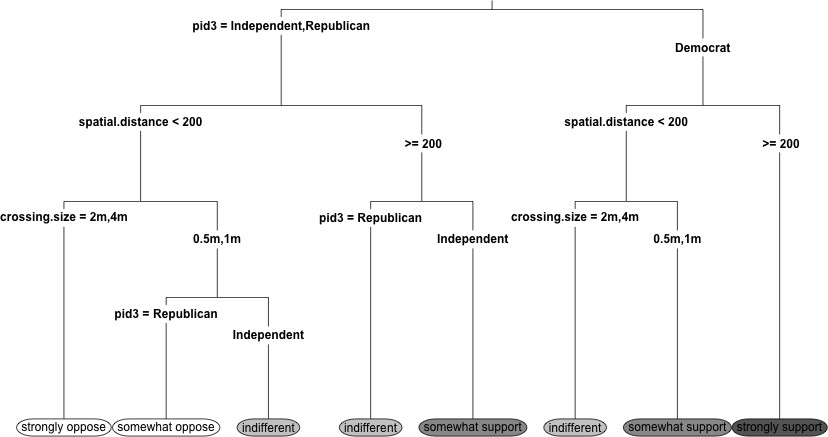 pid3 = Independent,Republican
Democrat
spatial.distance < 200
>= 200
spatial.distance < 200
>= 200
crossing.size = 2m,4m
0.5m,1m
pid3 = Republican
Independent
crossing.size = 2m,4m
0.5m,1m
pid3 = Republican
Independent
strongly oppose
somewhat oppose
indifferent
indifferent
somewhat support
indifferent
somewhat support
strongly support